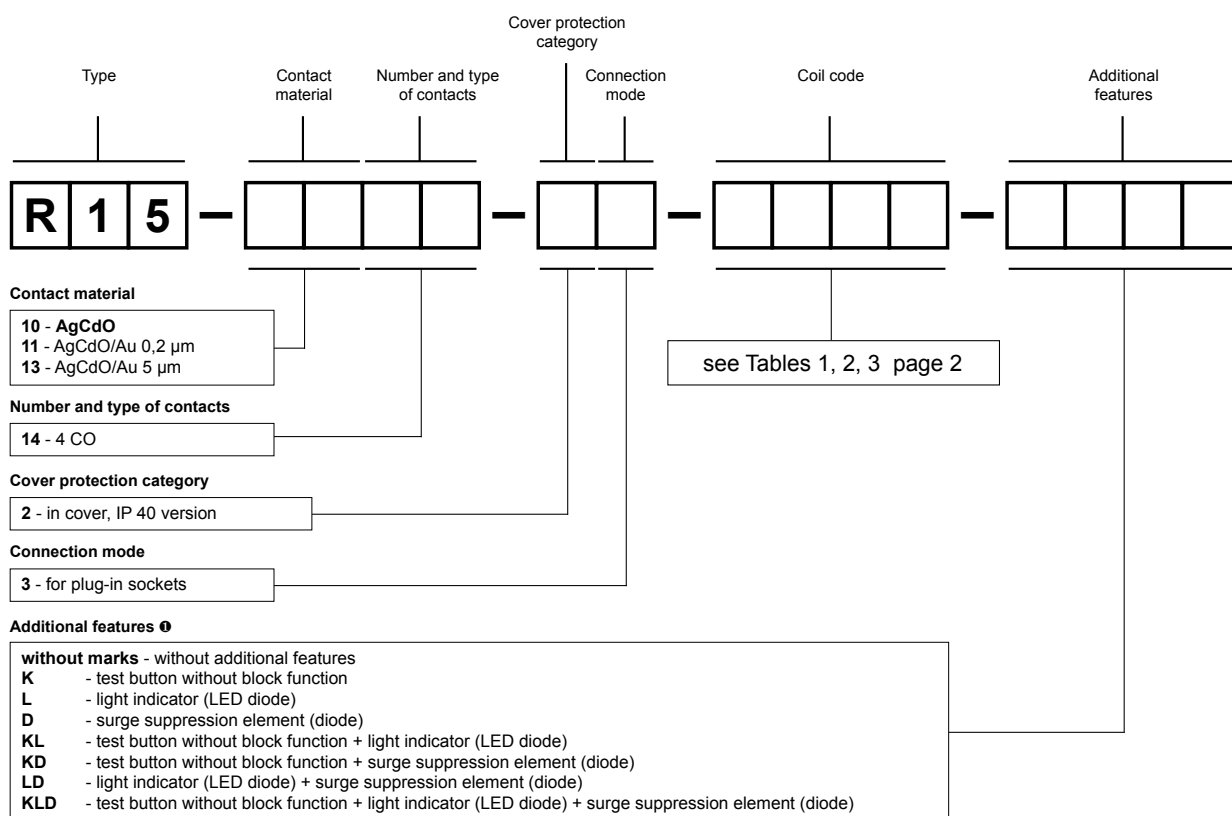 Cover protection
category
Type
Contact
material
Number and type
of contacts
Connection
mode
Coil code
Additional
features
R 1 5 – – – –
Contact material
10 - AgCdO
11 - AgCdO/Au 0,2 µm
13 - AgCdO/Au 5 µm
see Tables 1, 2, 3 page 2
Number and type of contacts
14 - 4 CO
Cover protection category
2 - in cover, IP 40 version
Connection mode
3 - for plug-in sockets
Additional features ❶
without marks - without additional features
K - test button without block function
L - light indicator (LED diode)
D - surge suppression element (diode)
KL - test button without block function + light indicator (LED diode)
KD - test button without block function + surge suppression element (diode)
LD - light indicator (LED diode) + surge suppression element (diode)
KLD - test button without block function + light indicator (LED diode) + surge suppression element (diode)